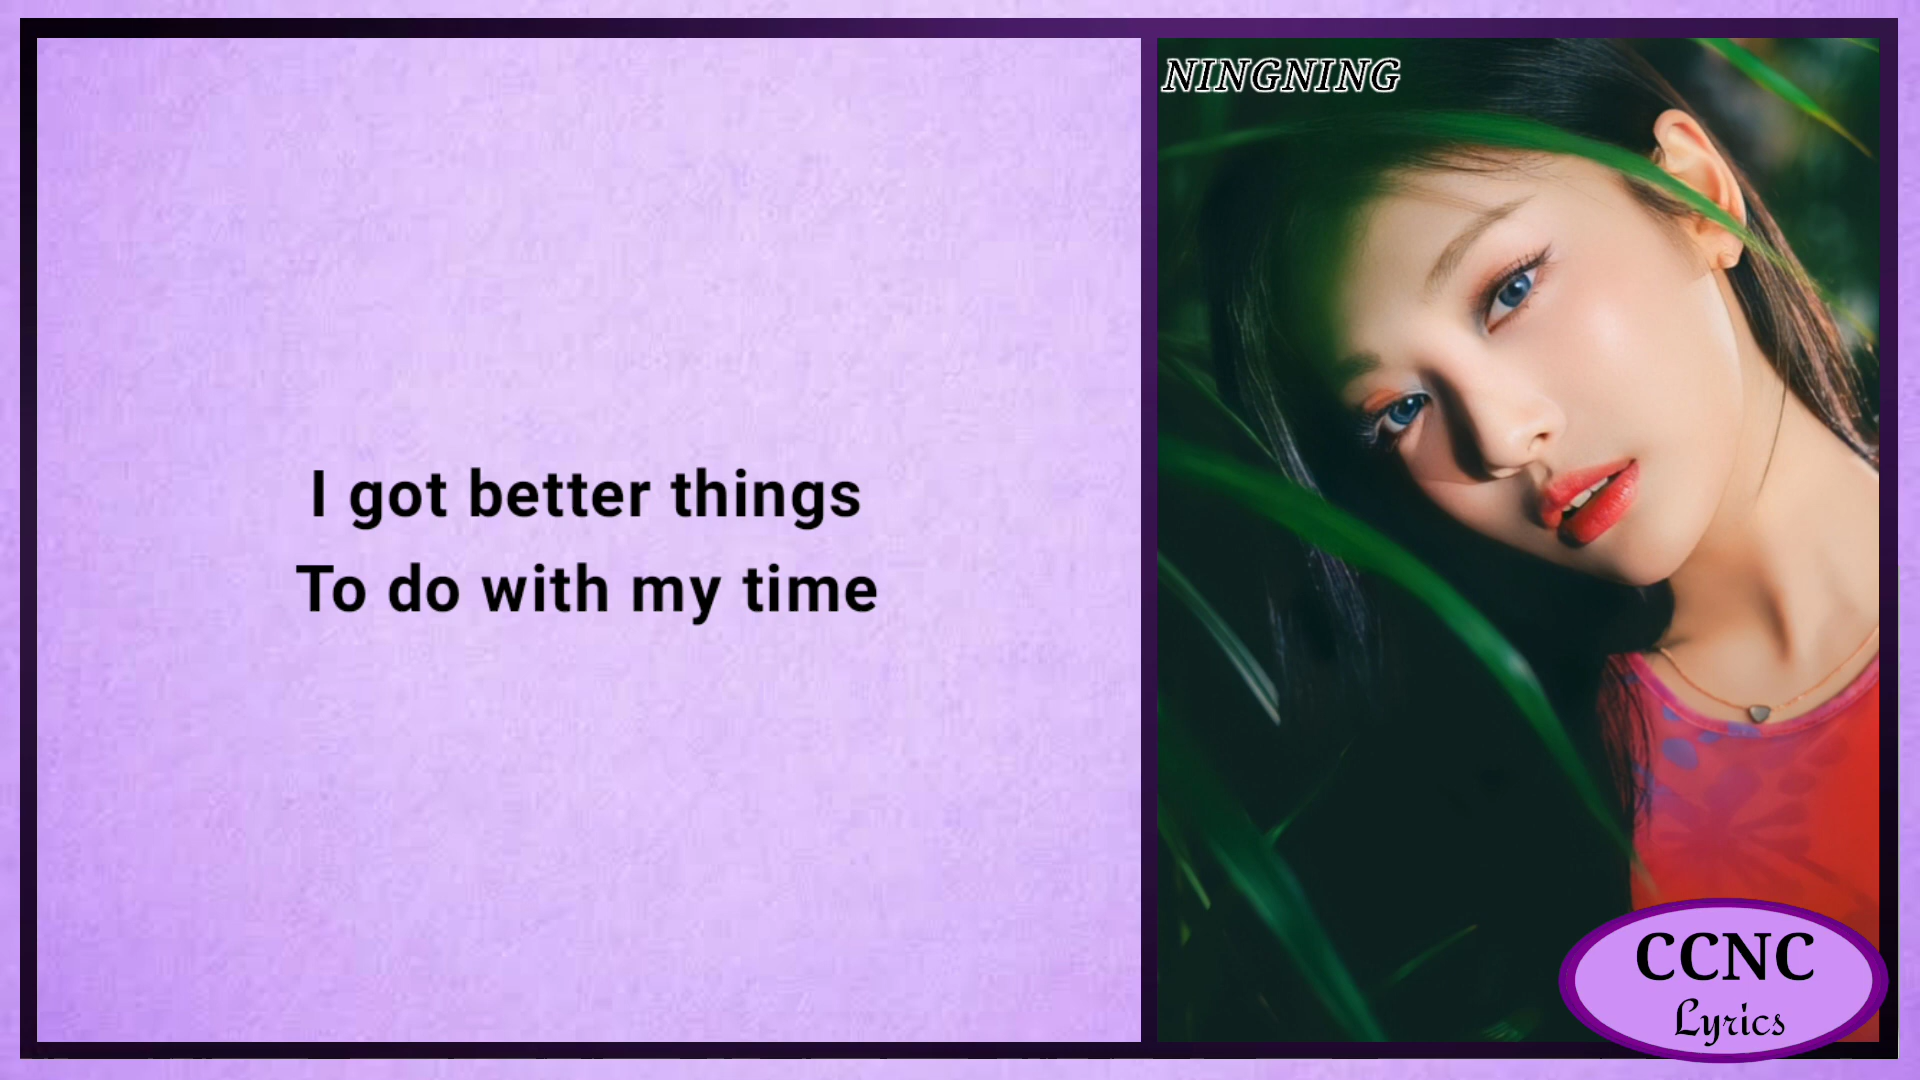 NINGNING
I got better things
To do with my time
CCNC
Lyrics